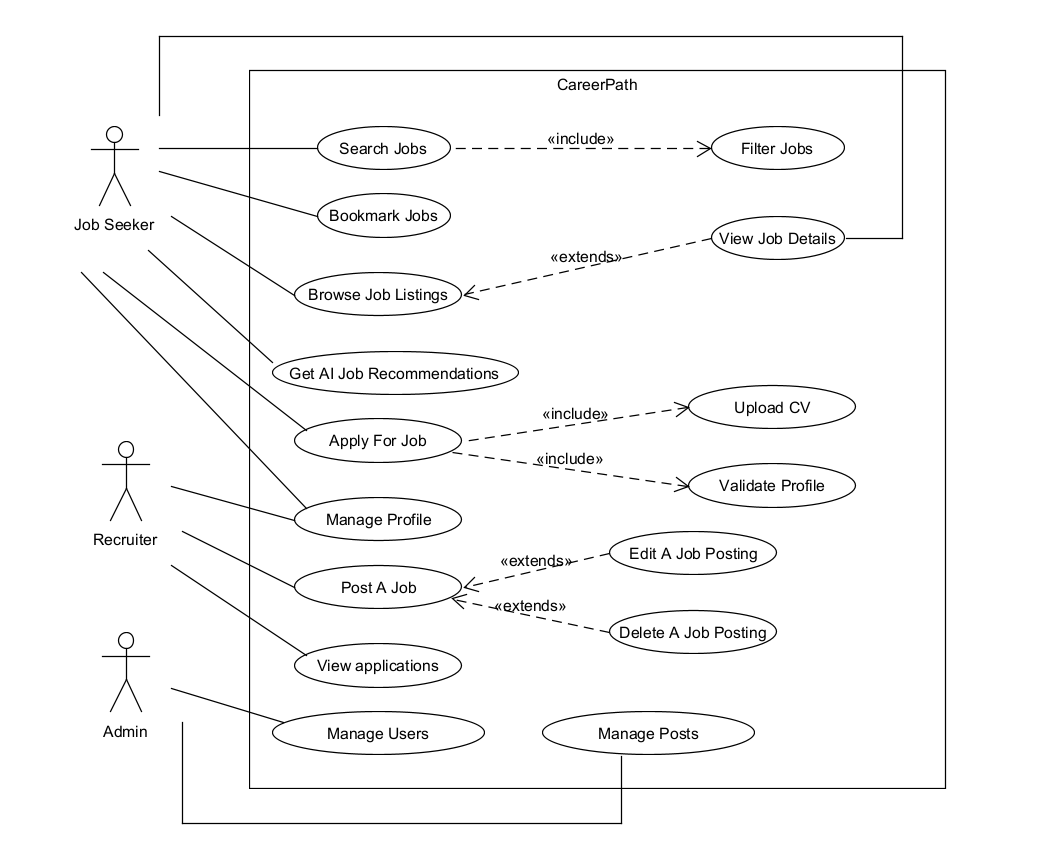 CareerPath
Search Jobs
«include»
Filter Jobs
Job Seeker
Bookmark Jobs
View Job Details
«extends»
Browse Job Listings
Get AI Job Recommendations
Upload CV
«include»
Apply For Job
«include»
Validate Profile
Manage Profile
Recruiter
Edit A Job Posting
«extends»
Post A Job
«extends»
Delete A Job Posting
View applications
Admin
Manage Users
Manage Posts